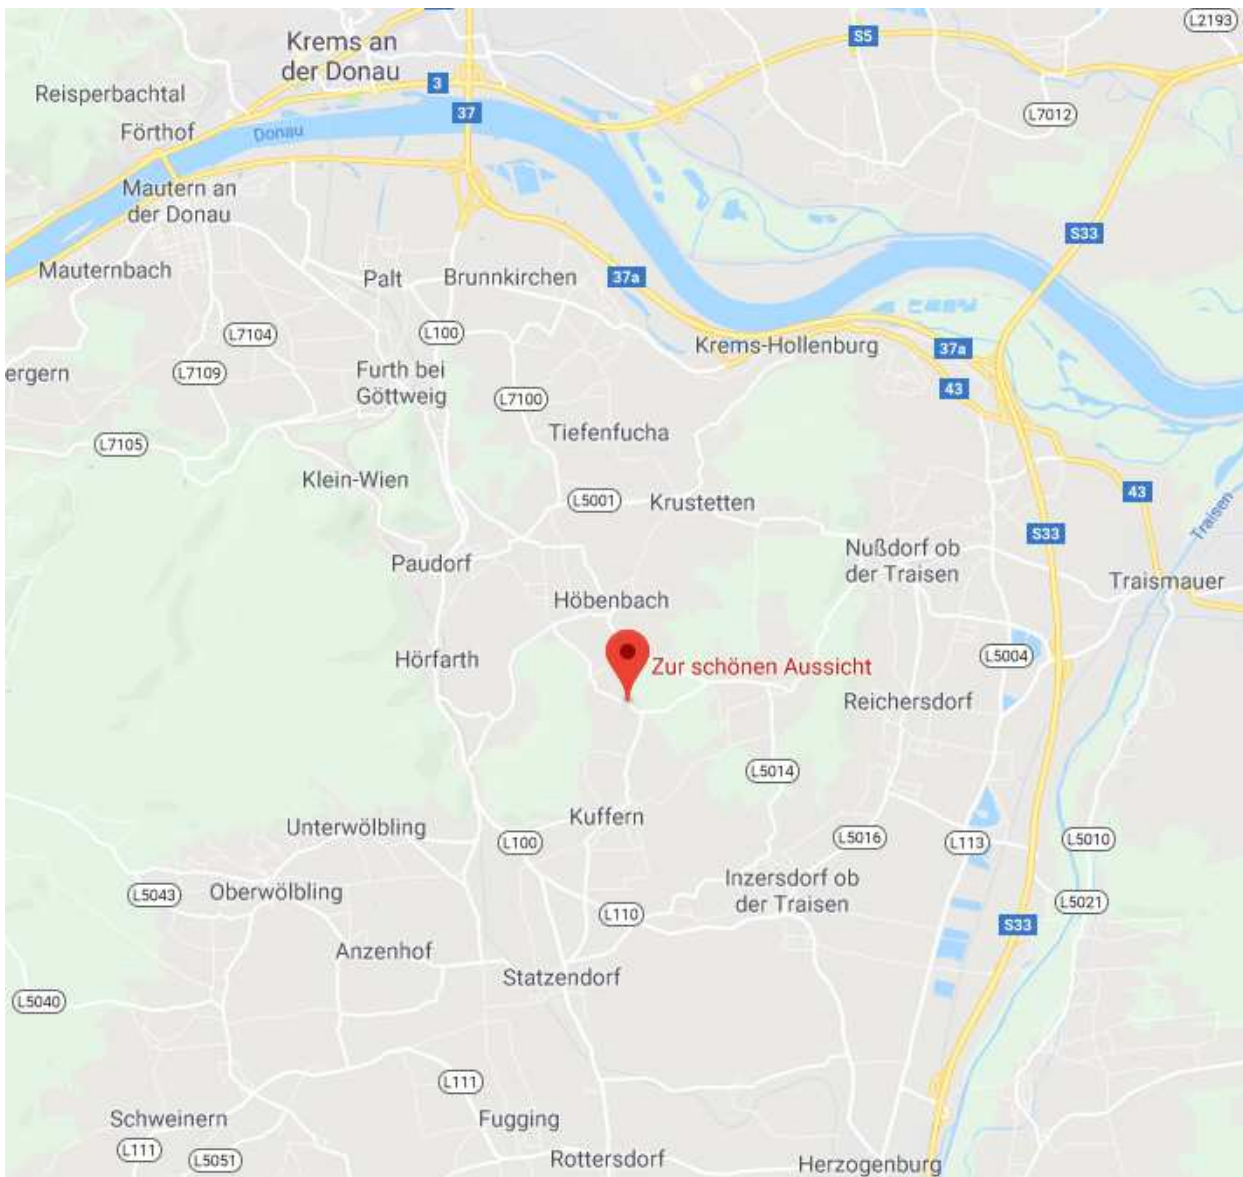 L2193
Krems an
der Donau
S5
3
Reisperbachtal
37
L7012
Förthof
Donau
Mautern an
der Donau
S33
Mauternbach
Palt
Brunnkirchen
37a
L7104
L100
Krems-Hollenburg
37a
ergern
L7109
Furth bei
Göttweig
43
L7100
Tiefenfucha
L7105
Klein-Wien
43
L5001
Krustetten
Traisen
S33
Nußdorf ob
der Traisen
Paudorf
Traismauer
Höbenbach
Hörfarth
L5004
Zur schönen Aussicht
Reichersdorf
L5014
Kuffern
Unterwölbling
L100
L5016
L113
L5010
Inzersdorf ob
der Traisen
L5043
Oberwölbling
L5021
L110
S33
Anzenhof
Statzendorf
L5040
L111
Schweinern
Fugging
L111
L5051
Rottersdorf
Herzogenburg